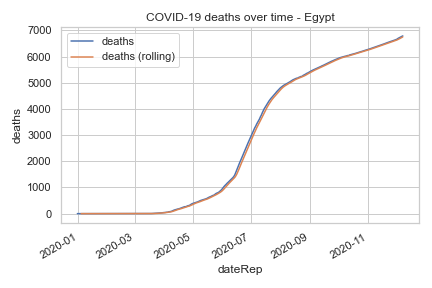 COVID-19 deaths over time - Egypt
deaths
deaths (rolling)
7000
6000
5000
4000
3000
2000
1000
0
deaths
2020-01
2020-03
2020-05
2020-07
2020-09
2020-11
dateRep